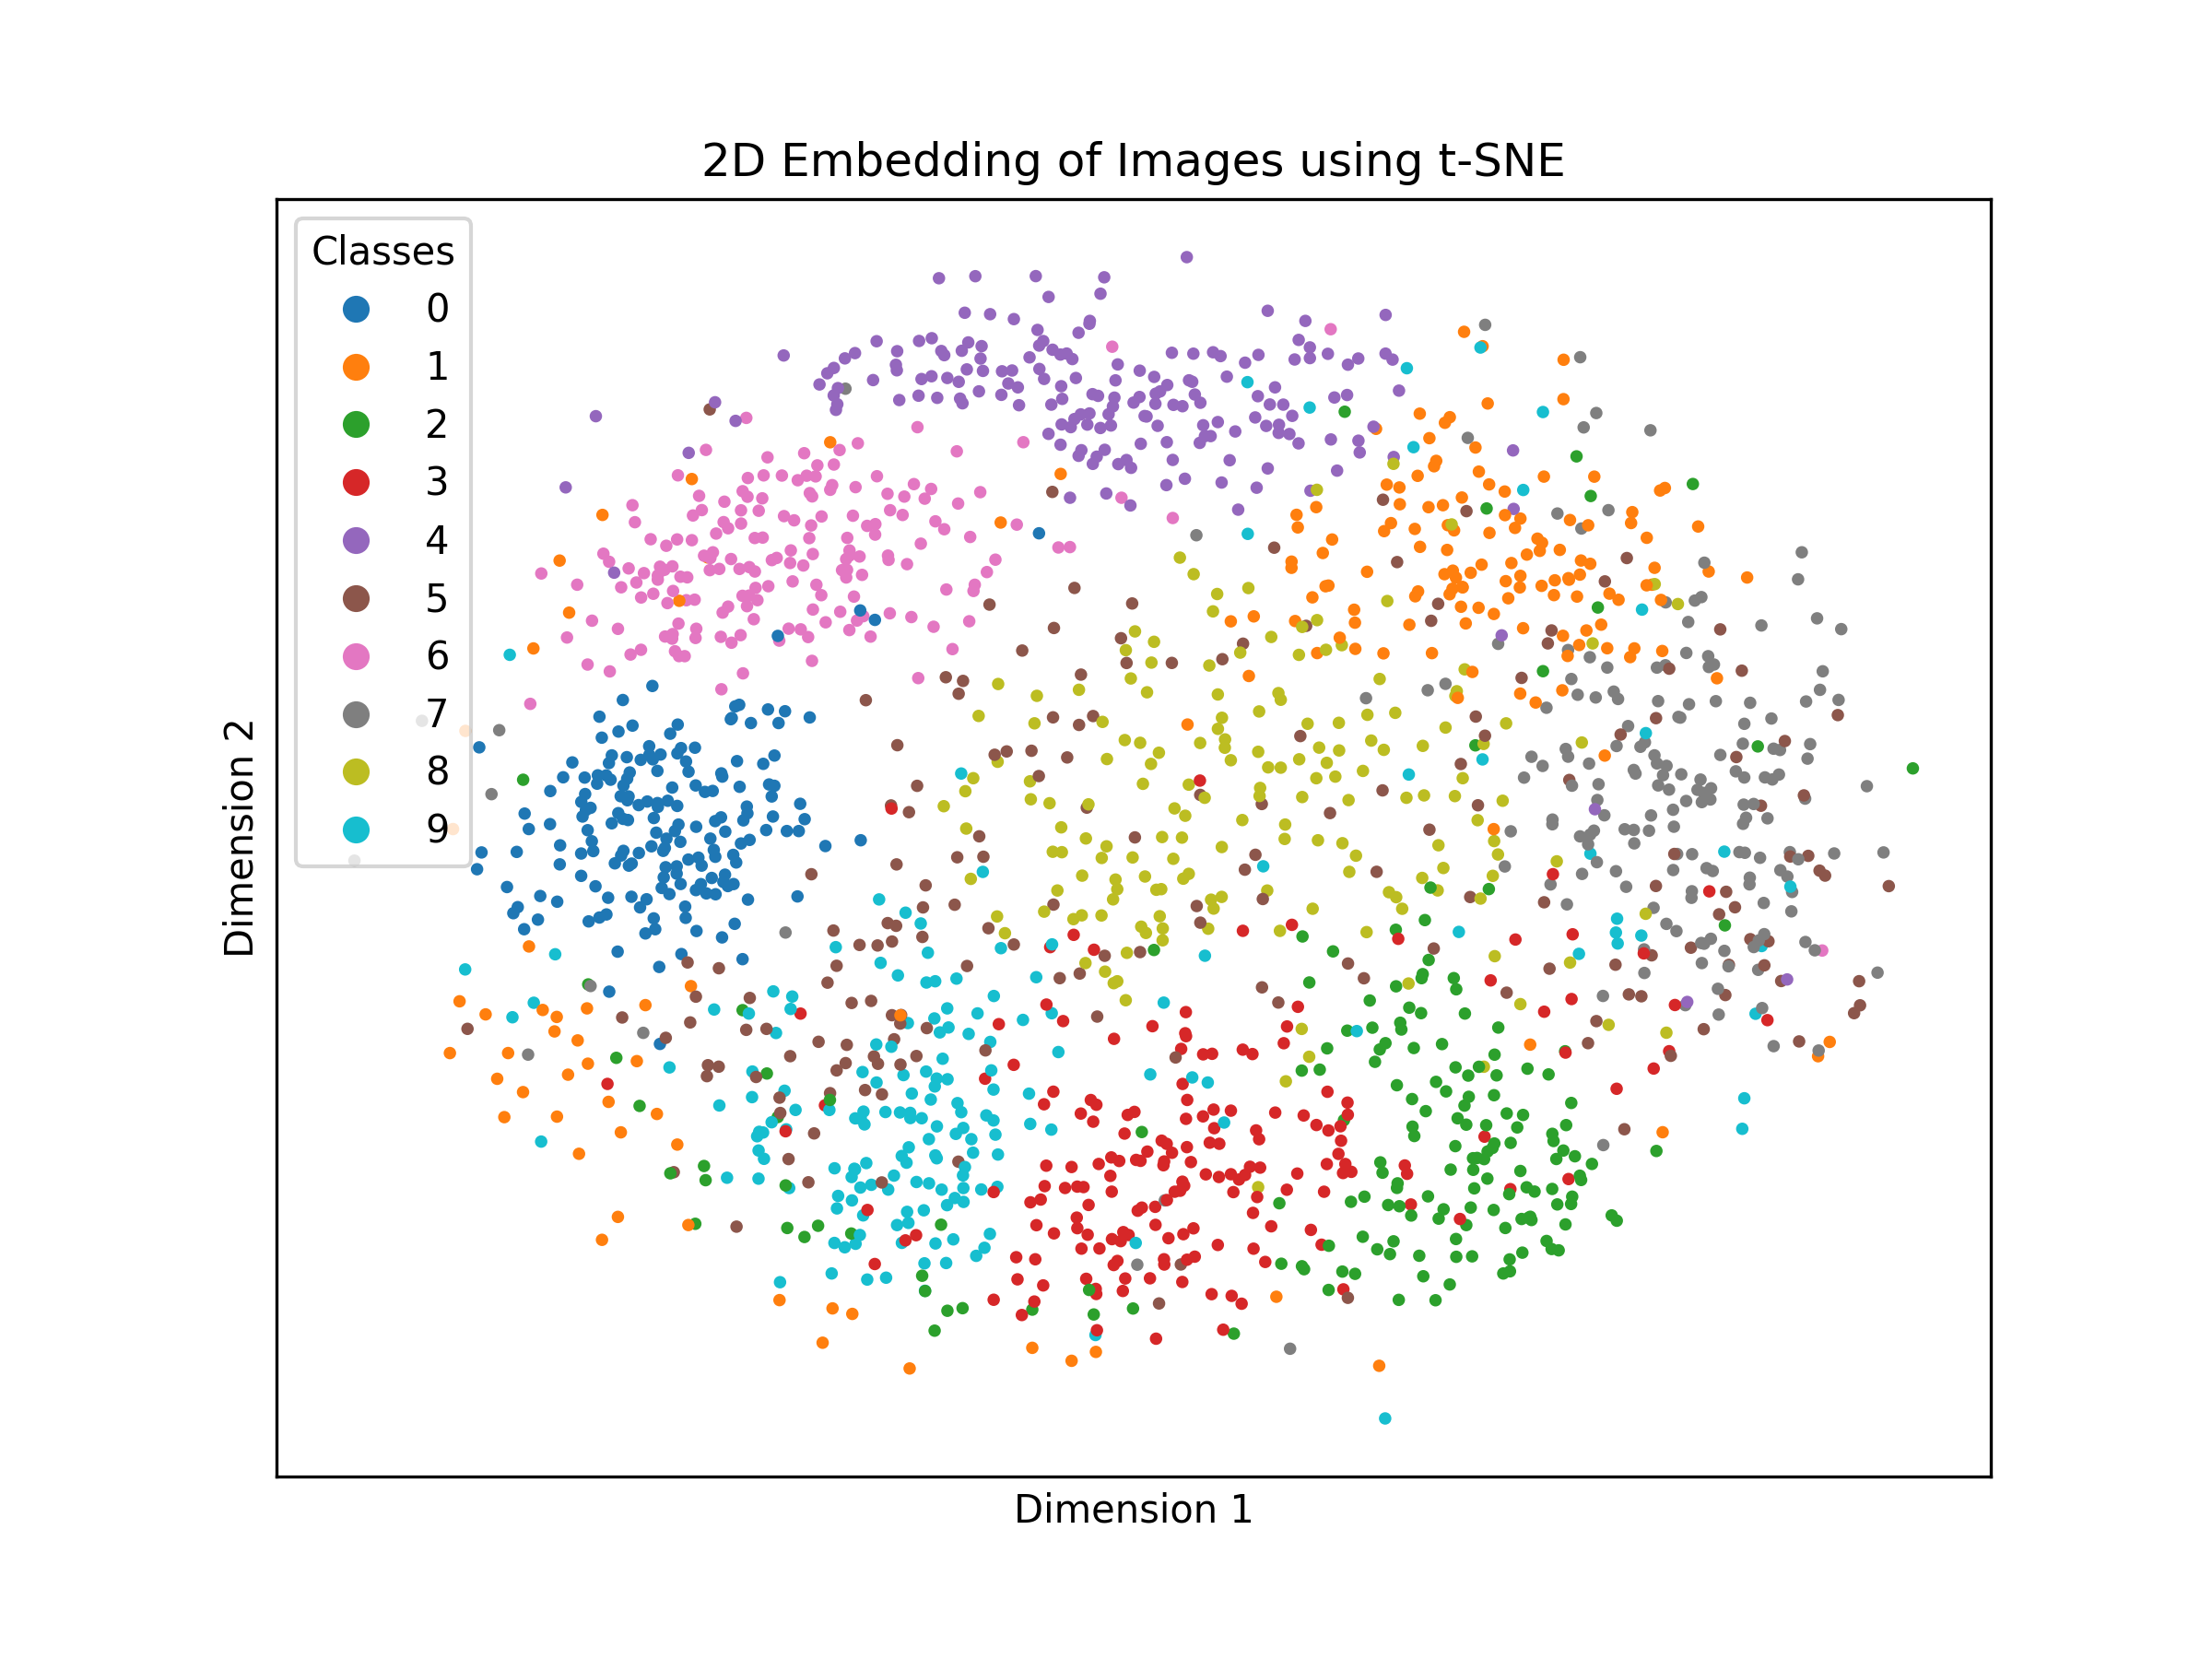 2D Embedding of Images using t-SNE
Classes
0
1
2
3
4
5
6
7
8
9
Dimension 2
Dimension 1